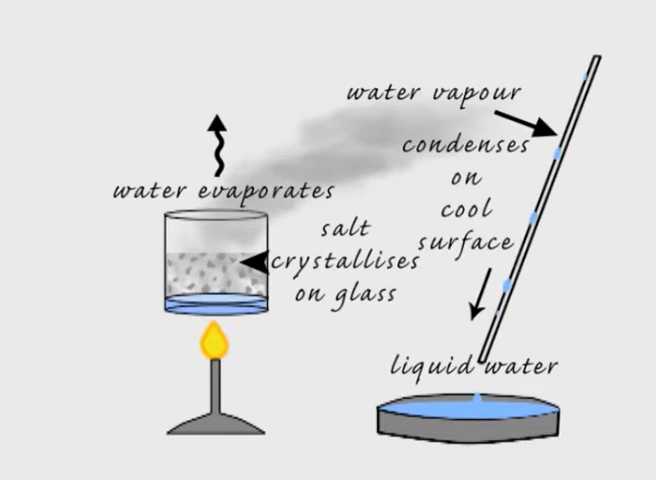 water vapour
condenses
on
cool
surface
water evaporates
salt
crystallises
on glass
liquid water